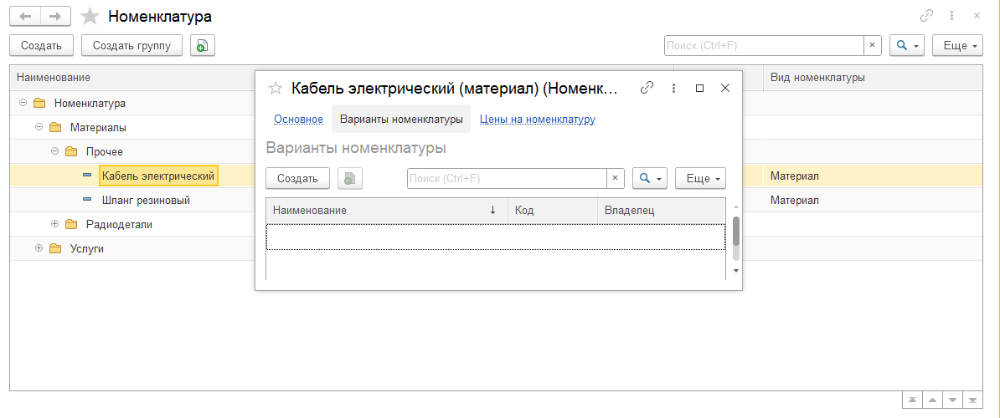 Номенклатура
Создать Создать группу Поиск (Ctrl+F) × Еще
Наименование Вид номенклатуры
Номенклатура
Материалы
Прочее
Кабель электрический Материал
Шланг резиновый Материал
Радиодетали
Услуги
Кабель электрический (материал) (Номенк...
Основное Варианты номенклатуры Цены на номенклатуру
Варианты номенклатуры
Создать Поиск (Ctrl+F) × Еще
Наименование ↓ Код Владелец